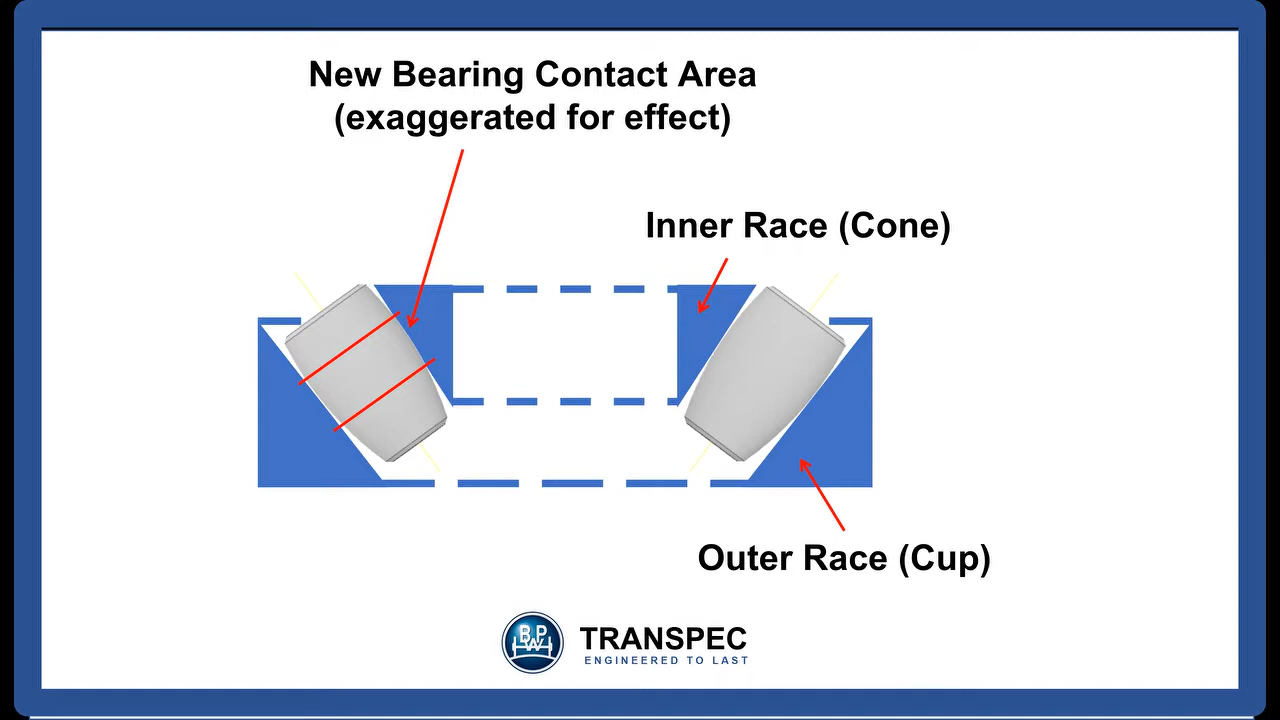 New Bearing Contact Area
(exaggerated for effect)
Inner Race (Cone)
Outer Race (Cup)
BPW
TRANSPEC
ENGINEERED TO LAST